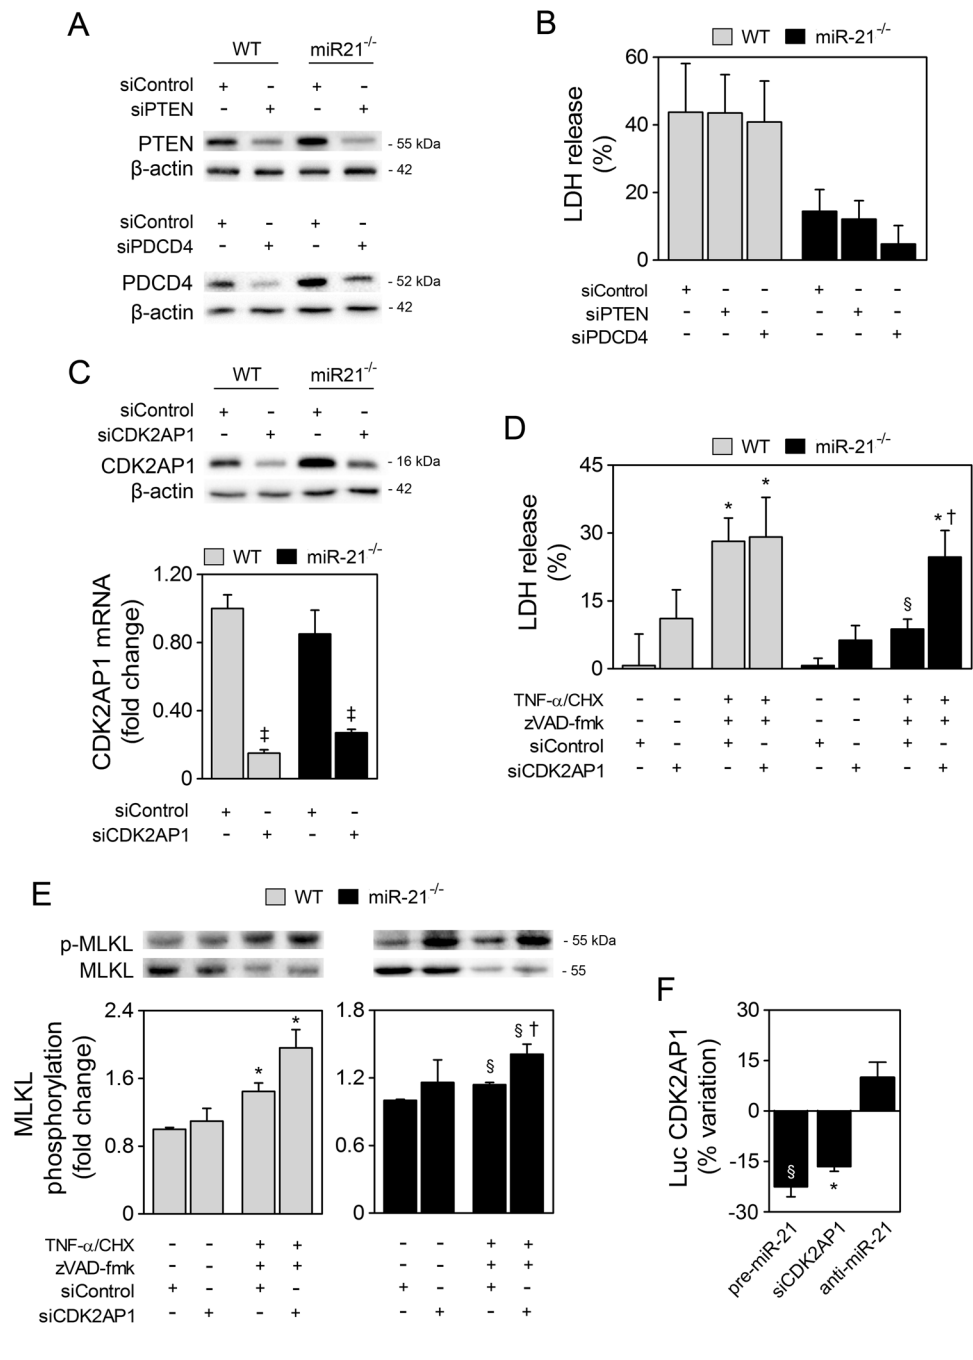 A
WT miR21-/-
siControl + - + -
siPTEN - + - +
PTEN - 55 kDa
β-actin - 42
siControl + - + -
siPDCD4 - + - +
PDCD4 - 52 kDa
β-actin - 42
B
WT miR-21-/-
LDH release
(%)
60
40
20
0
siControl + - - + - -
siPTEN - + - - + -
siPDCD4 - - + - - +
C
WT miR21-/-
siControl + - + -
siCDK2AP1 - + - +
CDK2AP1 - 16 kDa
β-actin - 42
WT miR-21-/-
CDK2AP1 mRNA
(fold change)
1.20
0.80
0.40
0
‡ ‡
siControl + - + -
siCDK2AP1 - + - +
D
WT miR-21-/-
LDH release
(%)
45
30
15
0
* * § * †
TNF-α/CHX - - + + - - + +
zVAD-fmk - - + + - - + +
siControl + - + - + - + -
siCDK2AP1 - + - + - + - +
E
WT miR-21-/-
p-MLKL - 55 kDa
MLKL - 55
MLKL
phosphorylation
(fold change)
2.4
1.6
0.8
0
* *
1.8
1.2
0.6
0
§ § †
TNF-α/CHX - - + + - - + +
zVAD-fmk - - + + - - + +
siControl + - + - + - + -
siCDK2AP1 - + - + - + - +
F
Luc CDK2AP1
(% variation)
30
15
0
-15
-30
§ *
pre-miR-21
siCDK2AP1
anti-miR-21